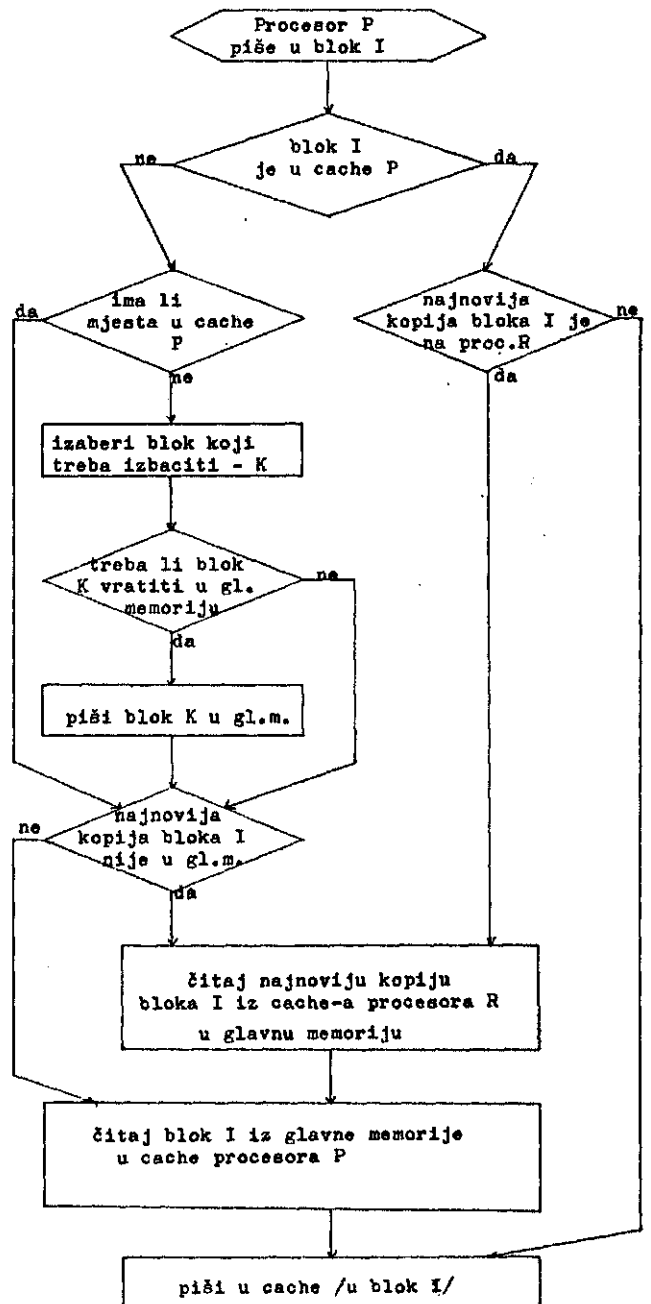 Procesor P
piše u blok I
blok I
je u cache P
ne
da
ima li
mjesta u cache
P
da
ne
najnovija
kopija bloka I je
na proc.R
ne
da
izaberi blok koji
treba izbaciti - K
treba li blok
K vratiti u gl.
memoriju
ne
da
piši blok K u gl.m.
najnovija
kopija bloka I
nije u gl.m.
ne
da
čitaj najnoviju kopiju
bloka I iz cache-a procesora R
u glavnu memoriju
čitaj blok I iz glavne memorije
u cache procesora P
piši u cache /u blok I/